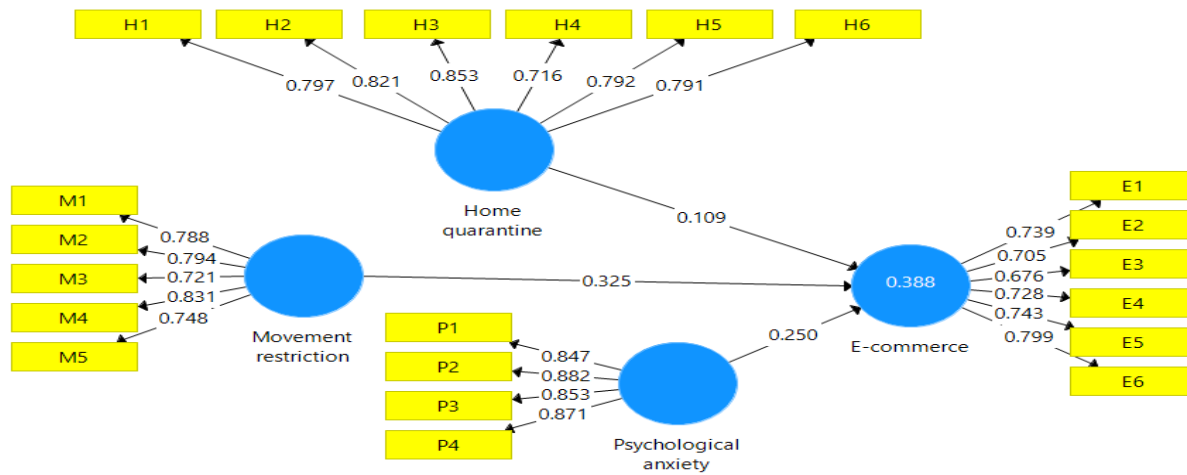 H1
H2
H3
H4
H5
H6
0.797
0.821
0.853
0.716
0.792
0.791
Home
quarantine
0.109
M1
M2
M3
M4
M5
0.788
0.794
0.721
0.831
0.748
Movement
restriction
0.325
P1
P2
P3
P4
0.847
0.882
0.853
0.871
Psychological
anxiety
0.250
0.388
E-commerce
0.739
0.705
0.676
0.728
0.743
0.799
E1
E2
E3
E4
E5
E6